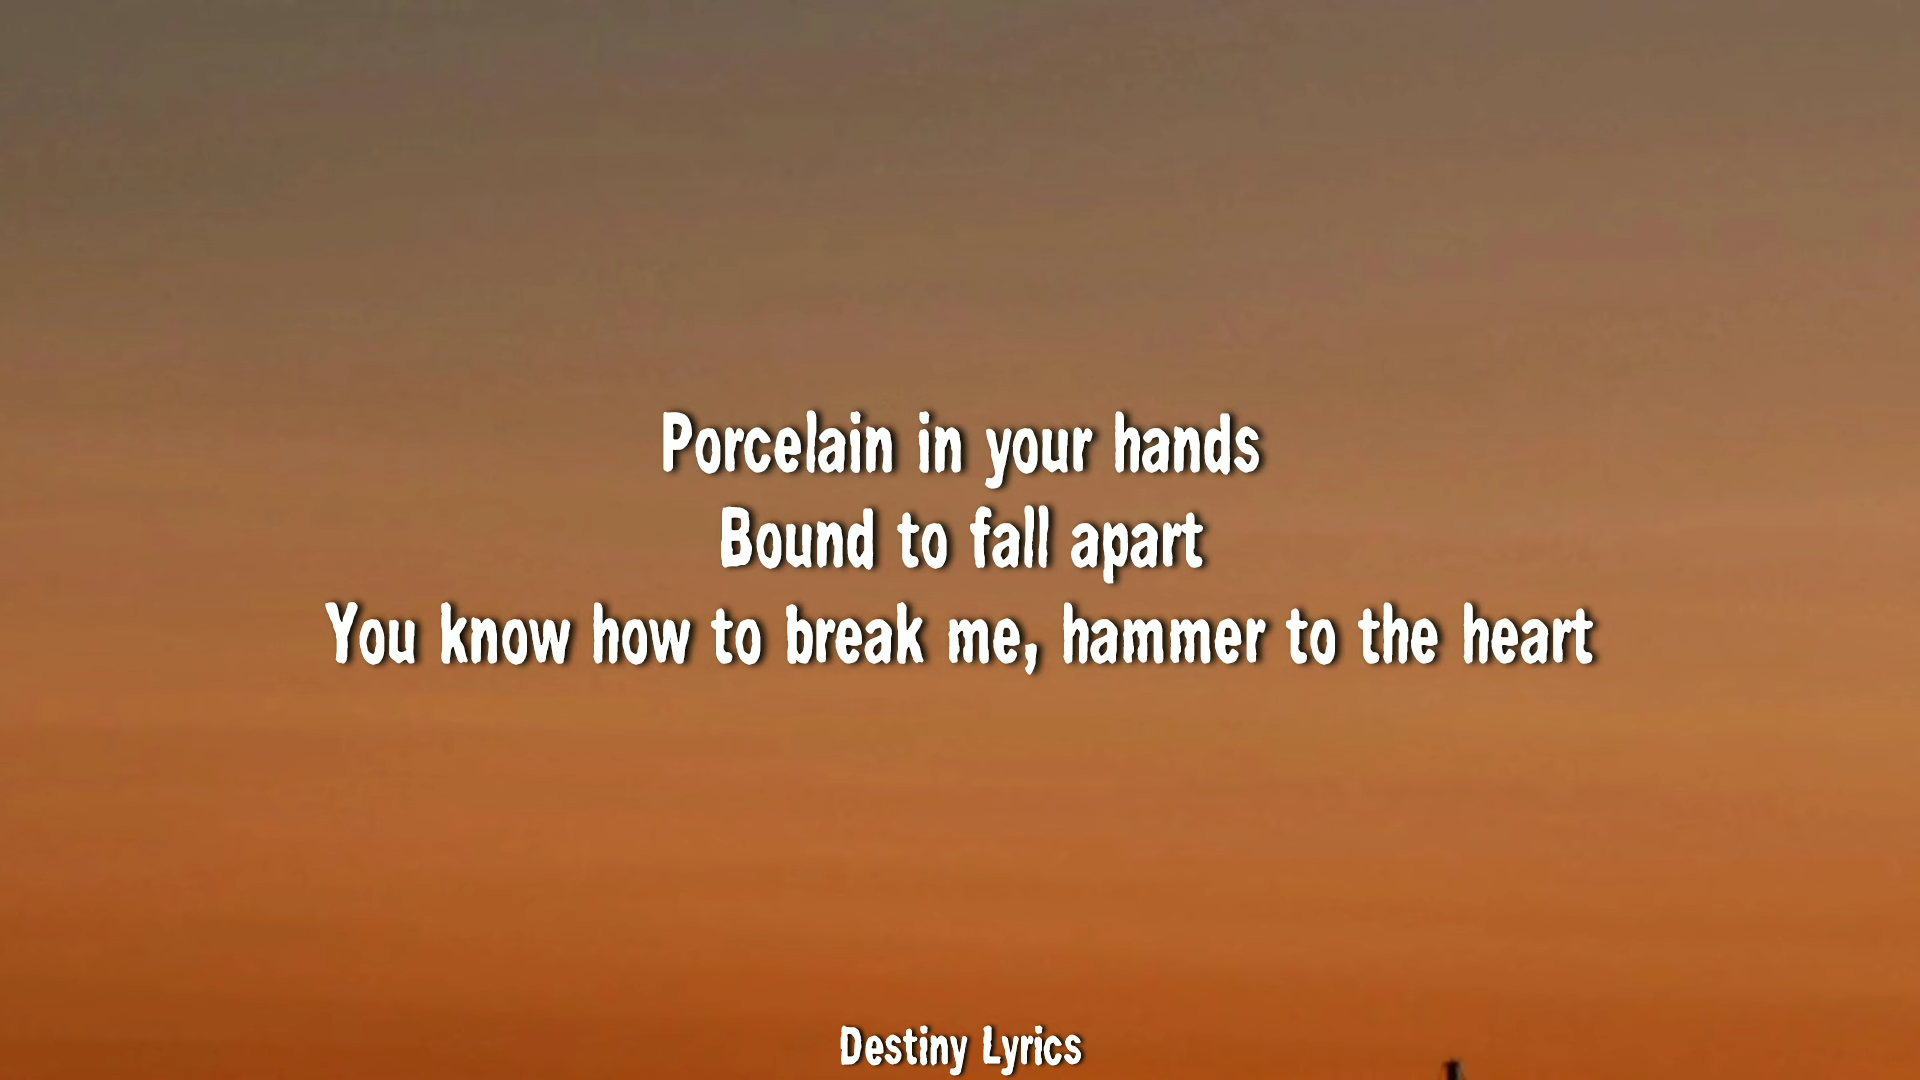 Porcelain in your hands
Bound to fall apart
You know how to break me, hammer to the heart
Destiny Lyrics